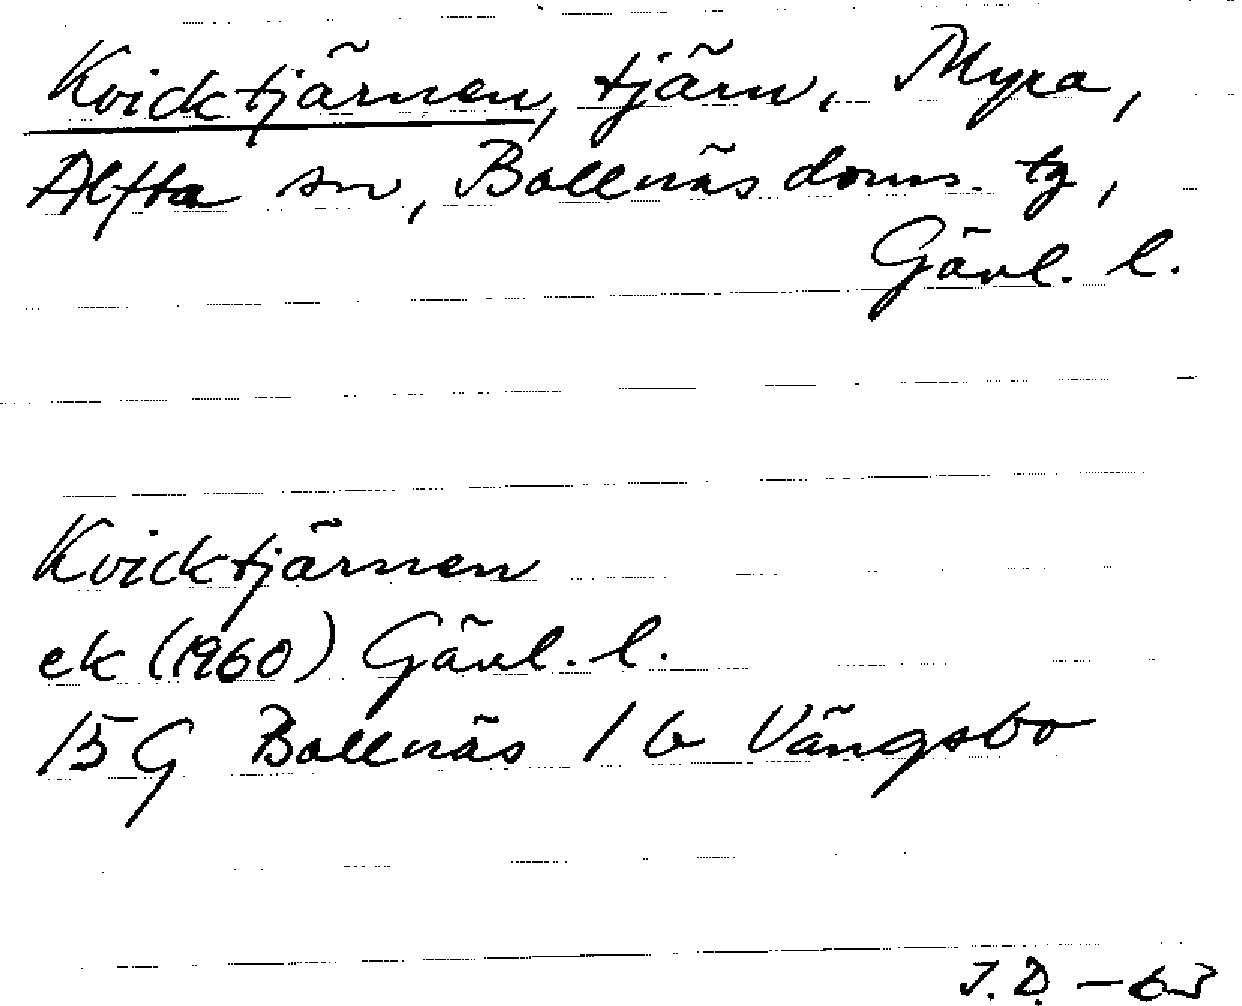 Kvicktjärnen, tjärn, Myra,
Alfta sn, Bollnäs doms. tg,
Gävl. l.
Kvicktjärnen
ek (1960) Gävl. l.
15 G Bollnäs 1 b Vängsbo
J.D. - 63